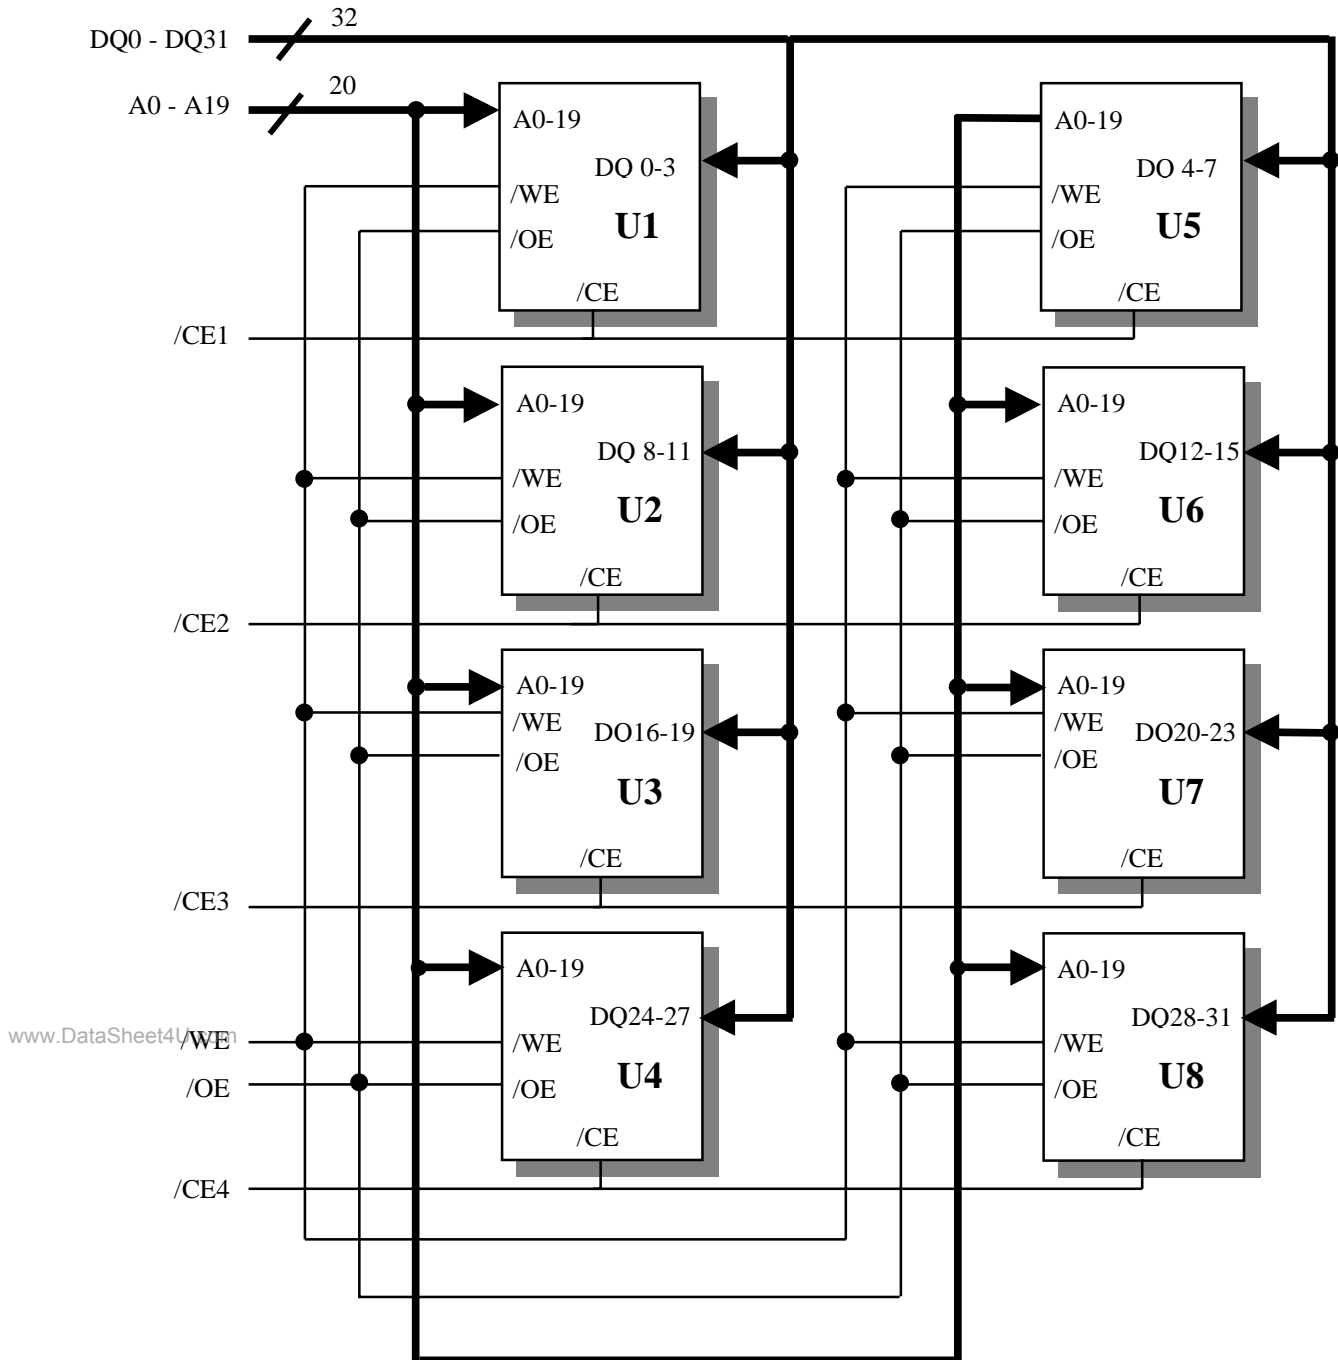 32
DQ0 - DQ31
20
A0 - A19
A0-19
DQ 0-3
/WE
U1
/OE
/CE
A0-19
DQ 4-7
/WE
U5
/OE
/CE
/CE1
A0-19
DQ 8-11
/WE
U2
/OE
/CE
A0-19
DQ12-15
/WE
U6
/OE
/CE
/CE2
A0-19
/WE
DQ16-19
/OE
U3
/CE
A0-19
/WE
DQ20-23
/OE
U7
/CE
/CE3
A0-19
DQ24-27
/WE
U4
/OE
/CE
A0-19
DQ28-31
/WE
U8
/OE
/CE
www.DataSheet4U.com
/WE
/OE
/CE4